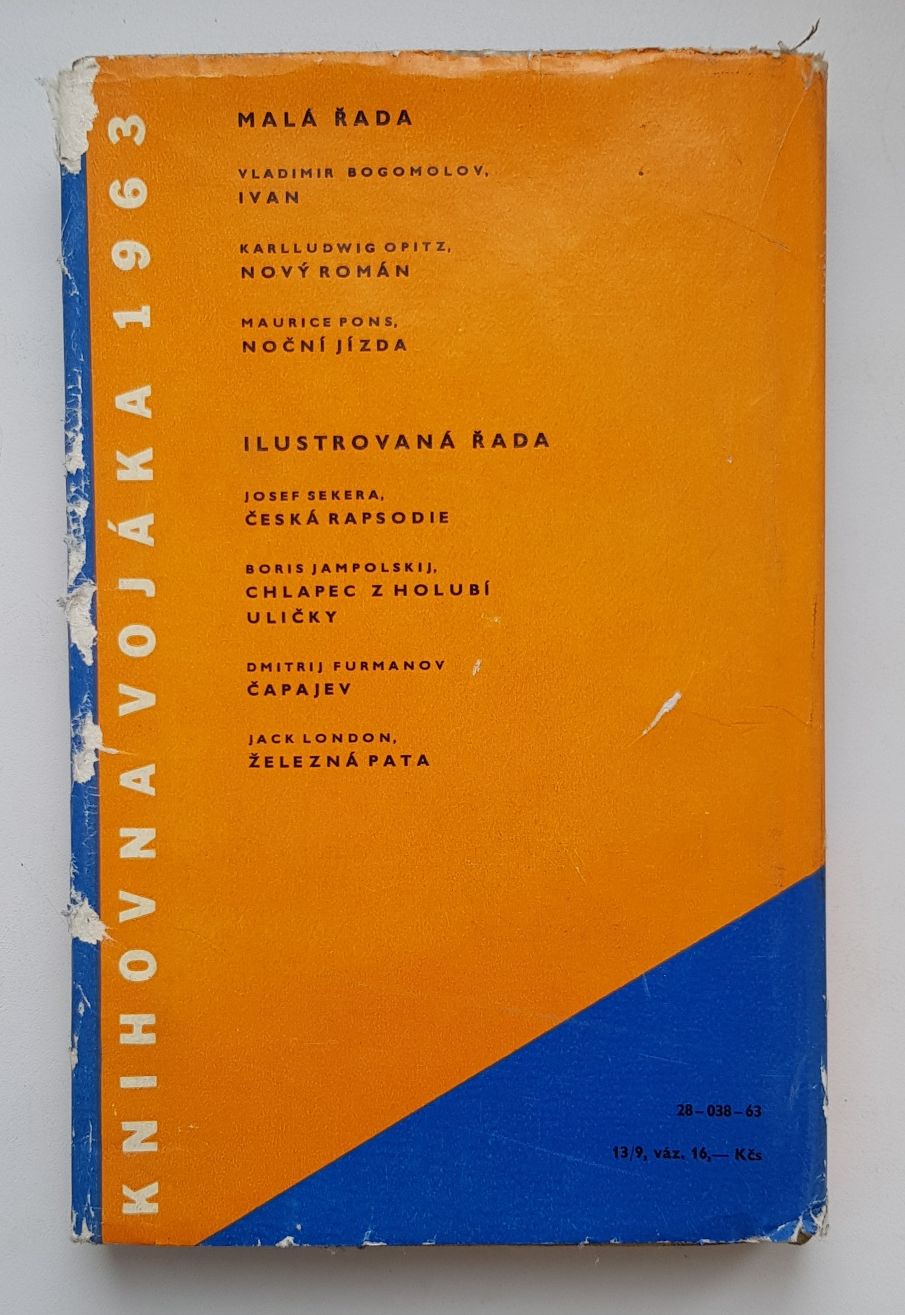 KNIHOVNA VOJÁKA 1963
MALÁ ŘADA
VLADIMIR BOGOMOLOV,
IVAN
KARLLUDWIG OPITZ,
NOVÝ ROMÁN
MAURICE PONS,
NOČNÍ JÍZDA
ILUSTROVANÁ ŘADA
JOSEF SEKERA,
ČESKÁ RAPSODIE
BORIS JAMPOLSKIJ,
CHLAPEC Z HOLUBÍ
ULIČKY
DMITRIJ FURMANOV
ČAPAJEV
JACK LONDON,
ŽELEZNÁ PATA
28–038–63
13/9, váz. 16,— Kčs